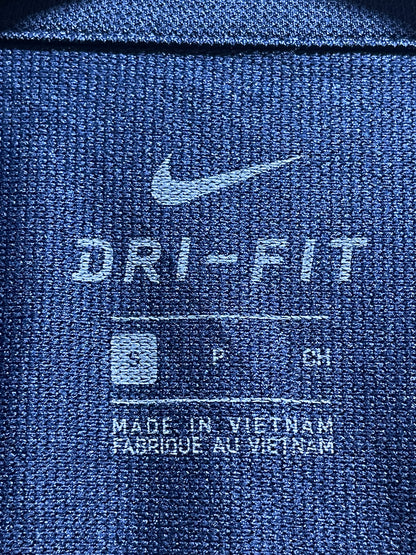 DRI-FIT
S P CH
MADE IN VIETNAM
FABRIQUE AU VIETNAM